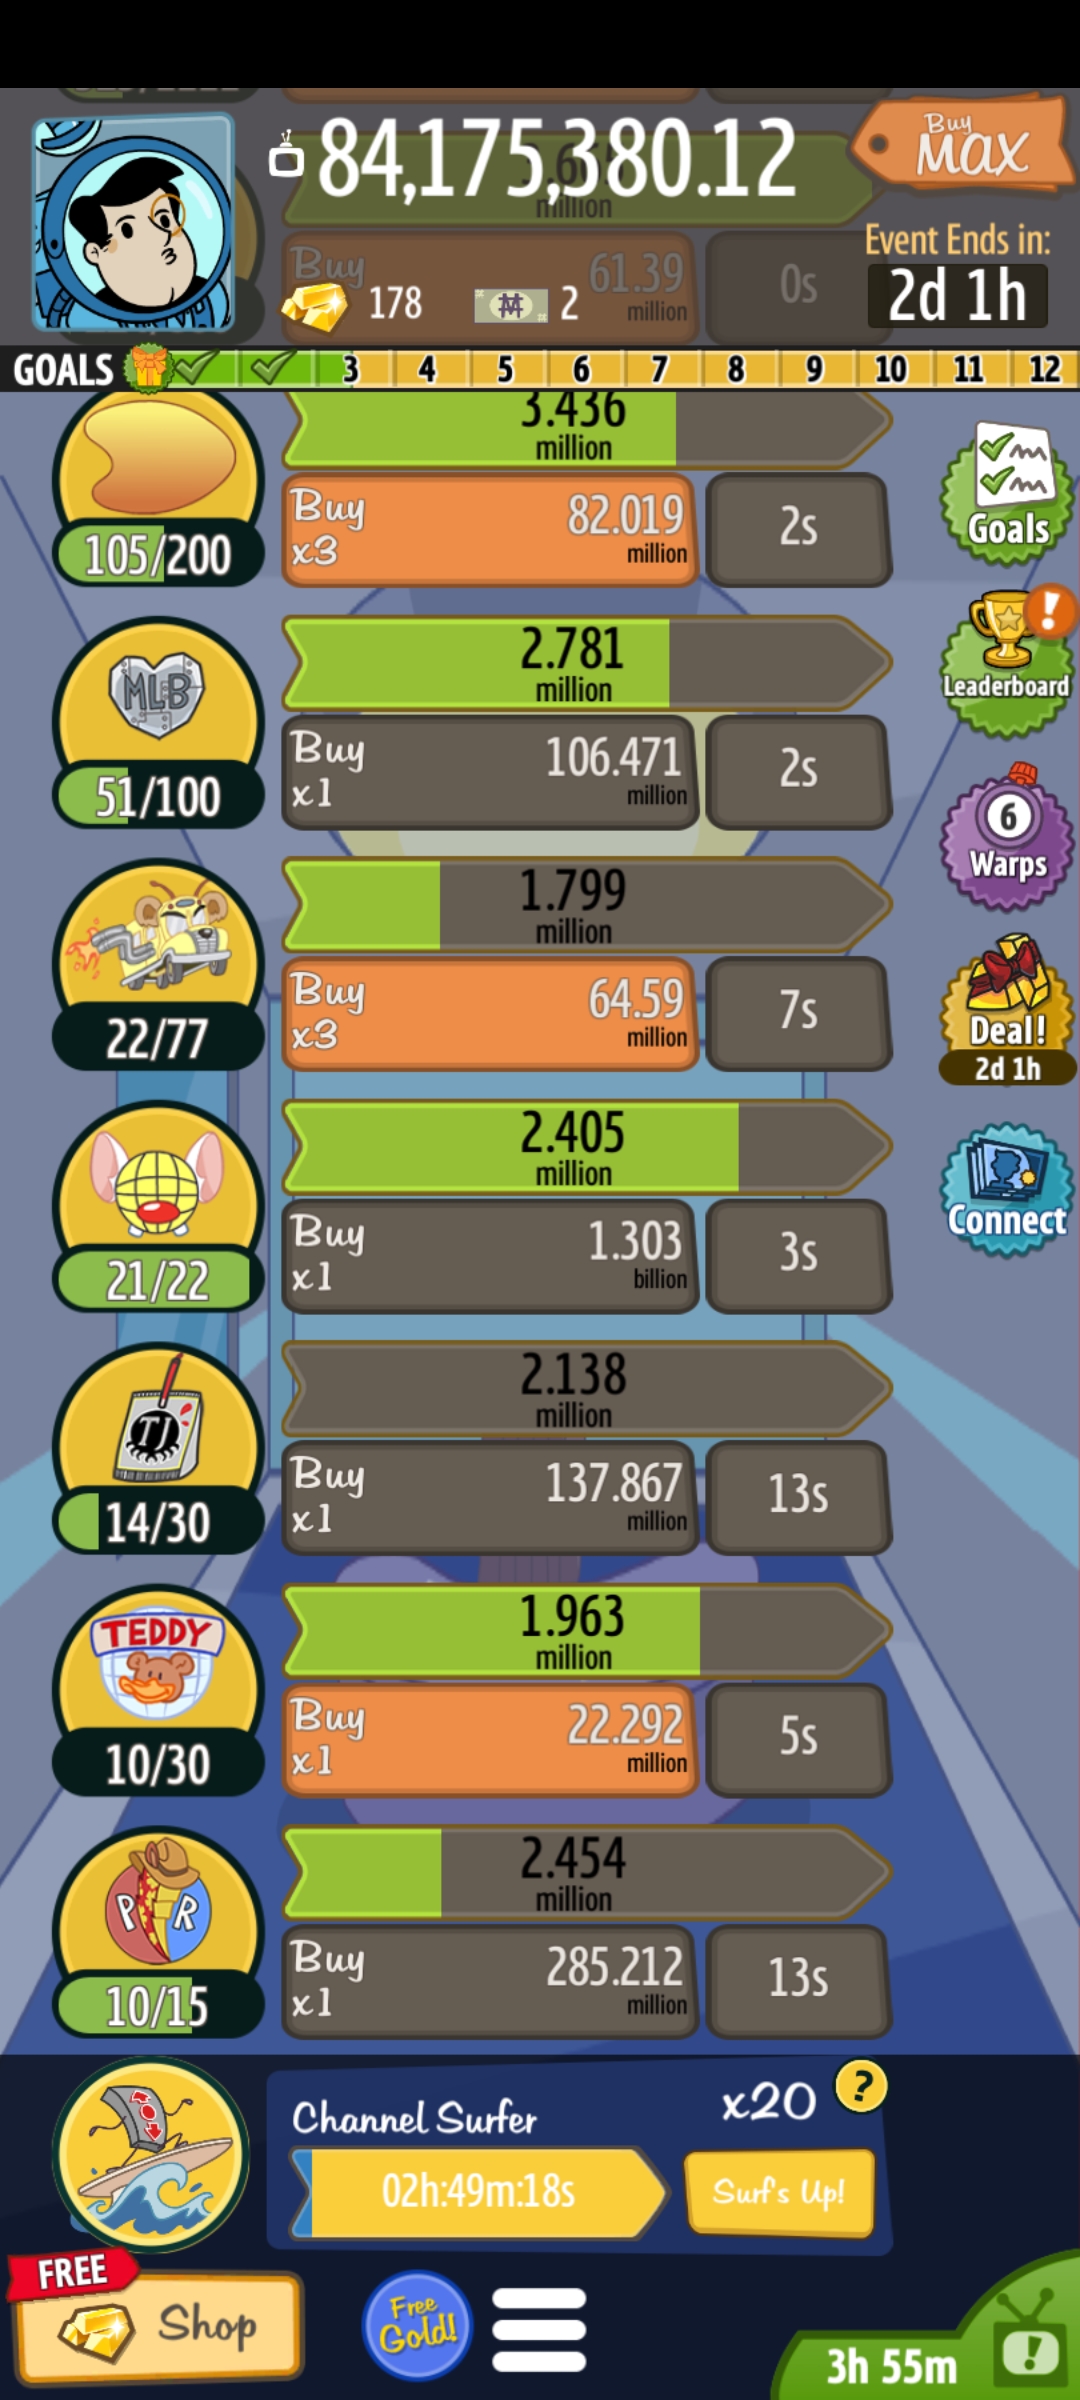 84,175,380.12
Buy
MAX
million
Buy
61.39
million
0s
178
2
Event Ends in:
2d 1h
GOALS
3 4 5 6 7 8 9 10 11 12
3.436
million
105/200
Buy
x3
82.019
million
2s
Goals
MLB
51/100
2.781
million
Buy
x1
106.471
million
2s
!
Leaderboard
22/77
1.799
million
Buy
x3
64.59
million
7s
6
Warps
Deal!
2d 1h
21/22
2.405
million
Buy
x1
1.303
billion
3s
Connect
TJ
14/30
2.138
million
Buy
x1
137.867
million
13s
TEDDY
10/30
1.963
million
Buy
x1
22.292
million
5s
P R
10/15
2.454
million
Buy
x1
285.212
million
13s
Channel Surfer
x20
?
02h:49m:18s
Surf's Up!
FREE
Shop
Free
Gold!
3h 55m
!